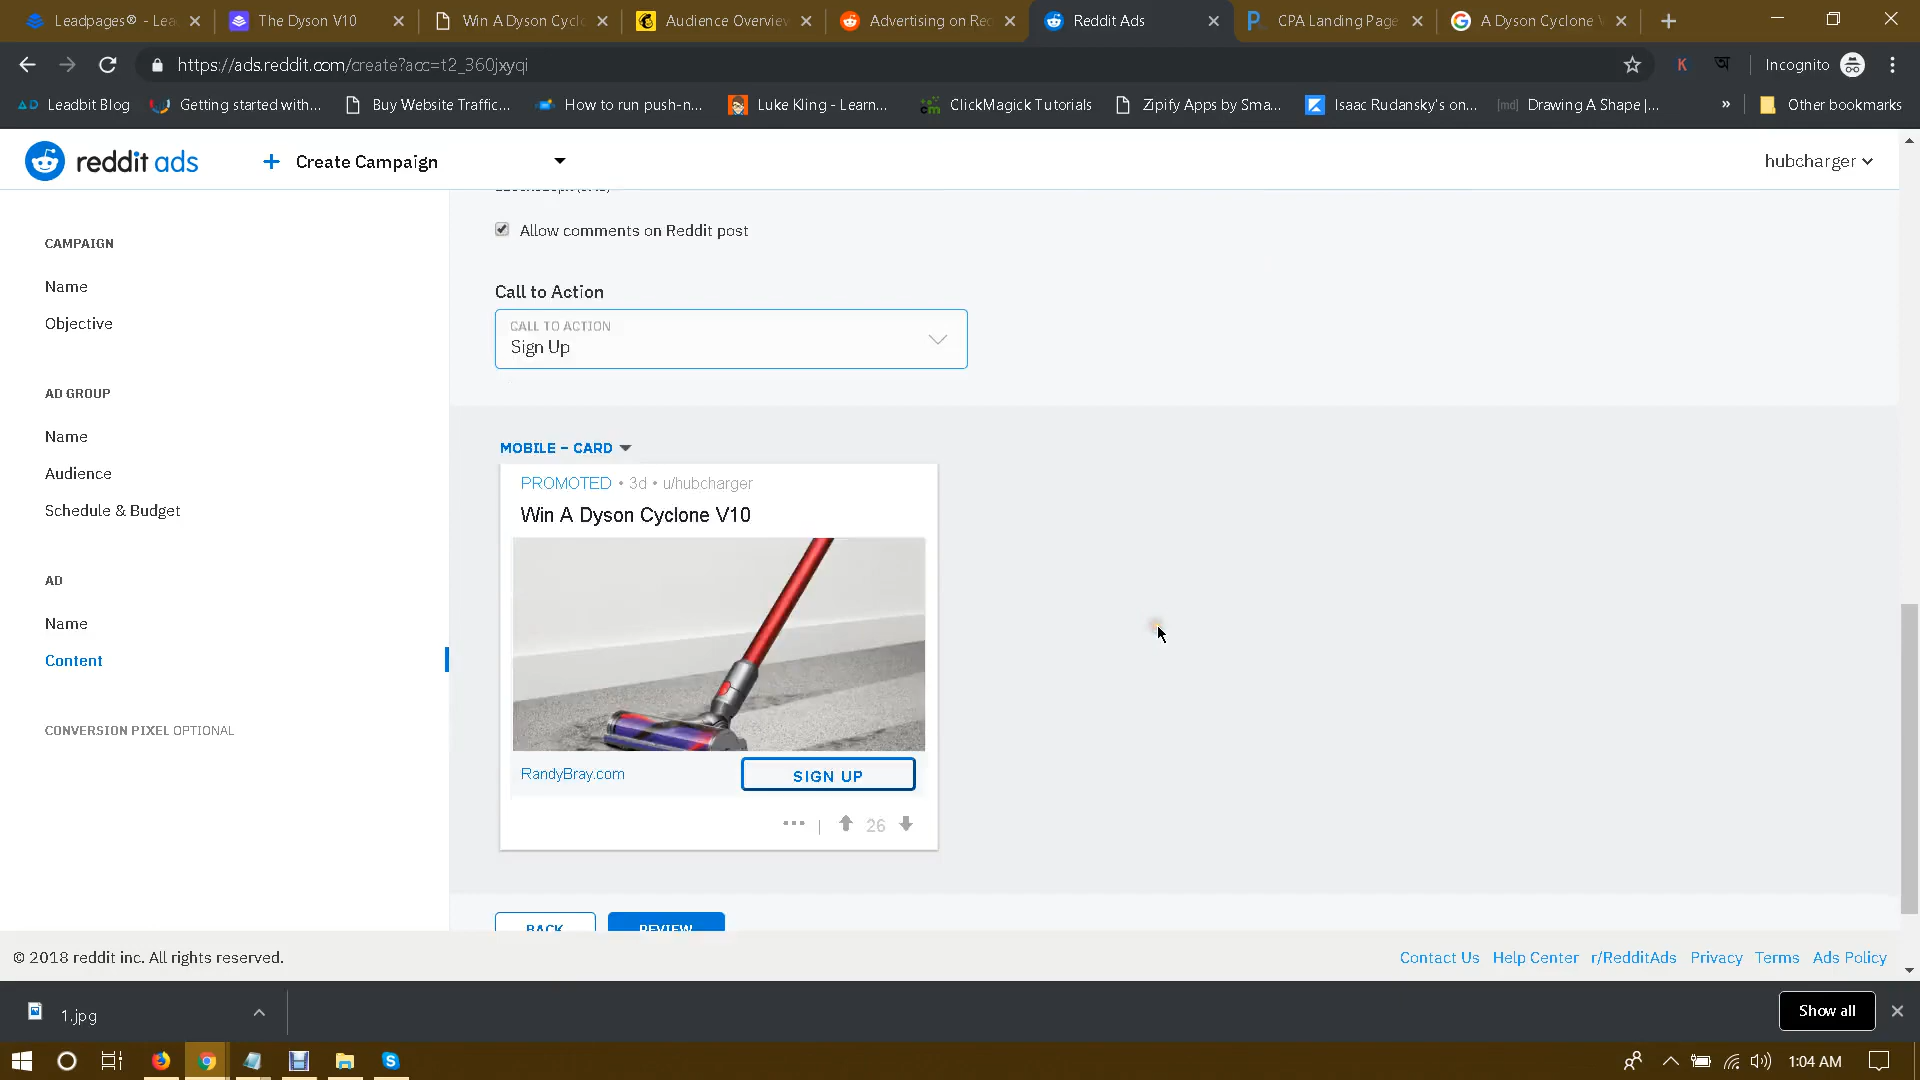 Leadpages® - Lea
The Dyson V10
Win A Dyson Cyclo
Audience Overview
Advertising on Red
Reddit Ads
CPA Landing Page
A Dyson Cyclone V
https://ads.reddit.com/create?acc=t2_360jxyqi
Incognito
Leadbit Blog
Getting started with...
Buy Website Traffic...
How to run push-n...
Luke Kling - Learn...
ClickMagick Tutorials
Zipify Apps by Sma...
Isaac Rudansky's on...
[md] Drawing A Shape |...
Other bookmarks
reddit ads
+ Create Campaign
hubcharger
CAMPAIGN
Name
Objective
AD GROUP
Name
Audience
Schedule & Budget
AD
Name
Content
CONVERSION PIXEL OPTIONAL
Allow comments on Reddit post
Call to Action
CALL TO ACTION
Sign Up
MOBILE – CARD
PROMOTED • 3d • u/hubcharger
Win A Dyson Cyclone V10
RandyBray.com
SIGN UP
26
BACK
REVIEW
© 2018 reddit inc. All rights reserved.
Contact Us
Help Center
r/RedditAds
Privacy
Terms
Ads Policy
1.jpg
Show all
1:04 AM